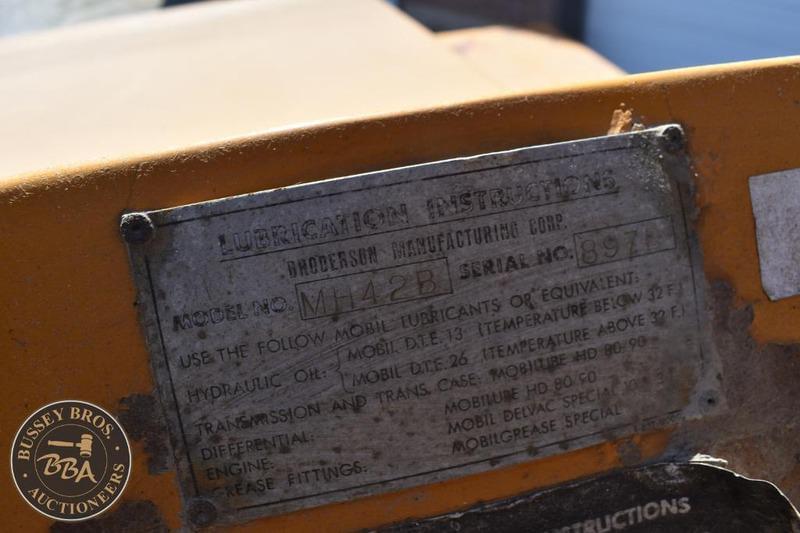 LUBRICATION INSTRUCTIONS
BRODERSON MANUFACTURING CORP.
MODEL NO. MH42B SERIAL NO. 897
USE THE FOLLOW MOBIL LUBRICANTS OR EQUIVALENT:
HYDRAULIC OIL: { MOBIL D.T.E. 13 (TEMPERATURE BELOW 32 F.)
MOBIL D.T.E. 26 (TEMPERATURE ABOVE 32 F.)
TRANSMISSION AND TRANS. CASE: MOBILUBE HD 80-90
DIFFERENTIAL: MOBILUBE HD 80-90
ENGINE: MOBIL DELVAC SPECIAL
GREASE FITTINGS: MOBILGREASE SPECIAL
INSTRUCTIONS
BUSSEY BROS.
BBA
AUCTIONEERS